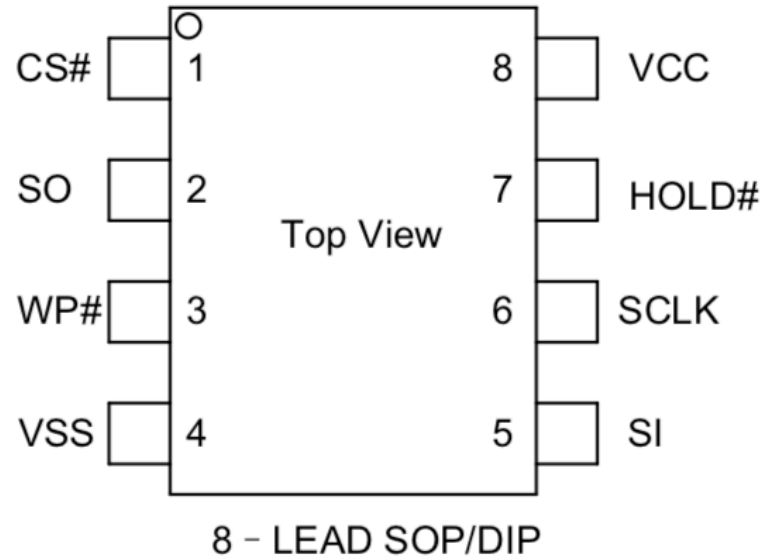 CS# 1 8 VCC
SO 2 7 HOLD#
Top View
WP# 3 6 SCLK
VSS 4 5 SI
8 - LEAD SOP/DIP